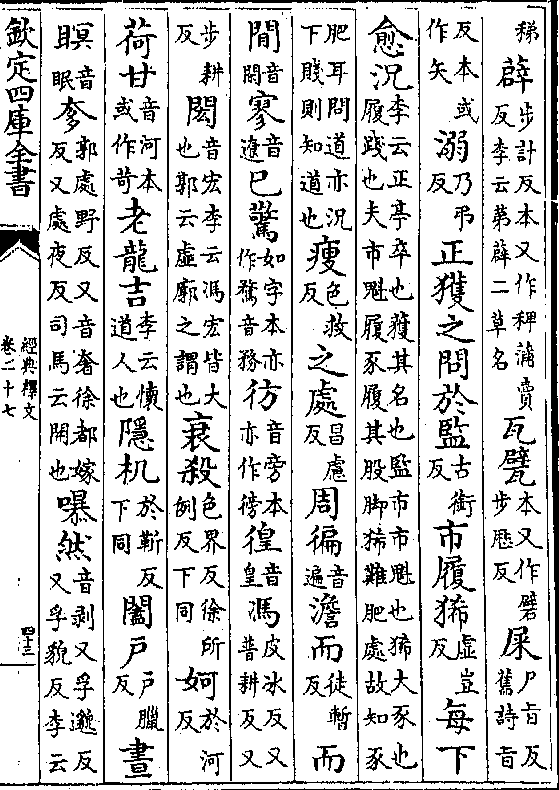 稊薜步計反本又作稗蒲賣反李云第薜二草名瓦甓本又作礕步歷反屎尸旨反舊詩旨
反本或作矢溺乃弔反正獲之問於監古銜反市履狶虛豈反每下
愈況李云正亭卒也獲其名也監市市魁也狶大豕也履踐也夫市魁履豕履其股脚狶難肥處故知豕
肥耳問道亦況下賤則知道也瘦色救反之處昌慮反周徧音遍澹而徒暫反而
閒音閑寥音遼已驚如字本亦作騖音務彷音旁本亦作徬徨音皇馮皮冰反又普耕反又
步耕反閎音宏李云馮宏皆大也郭云虛廓之謂也衰殺色界反徐所例反下同妸於河反
荷甘音河本或作苛老龍吉李云懷道人也隱机於靳反下同闔戶戶臘反晝
瞑音眠奓音郭處野反又音奢徐都嫁反又處夜反司馬云開也嚗然音剥又孚邈反又孚貌反李云
欽定四庫全書
經典釋文
卷二十七
四十三